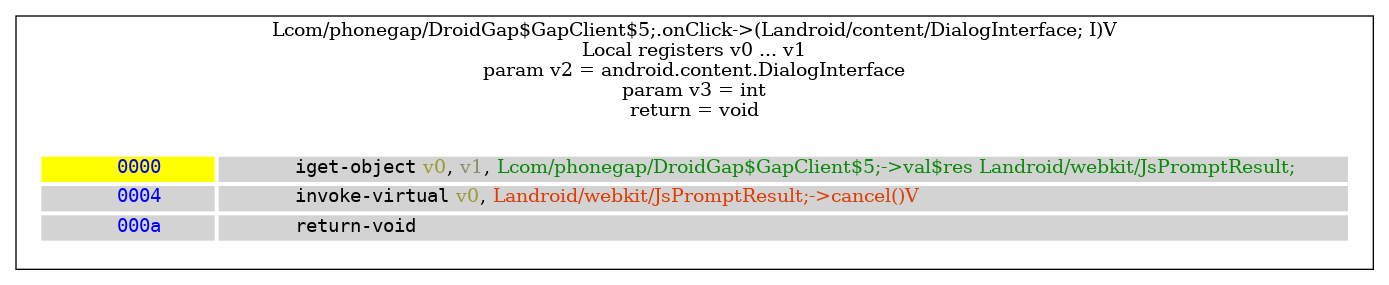 Lcom/phonegap/DroidGap$GapClient$5;.onClick->(Landroid/content/DialogInterface; I)V
Local registers v0 ... v1
param v2 = android.content.DialogInterface
param v3 = int
return = void
0000 iget-object v0, v1, Lcom/phonegap/DroidGap$GapClient$5;->val$res Landroid/webkit/JsPromptResult;
0004 invoke-virtual v0, Landroid/webkit/JsPromptResult;->cancel()V
000a return-void